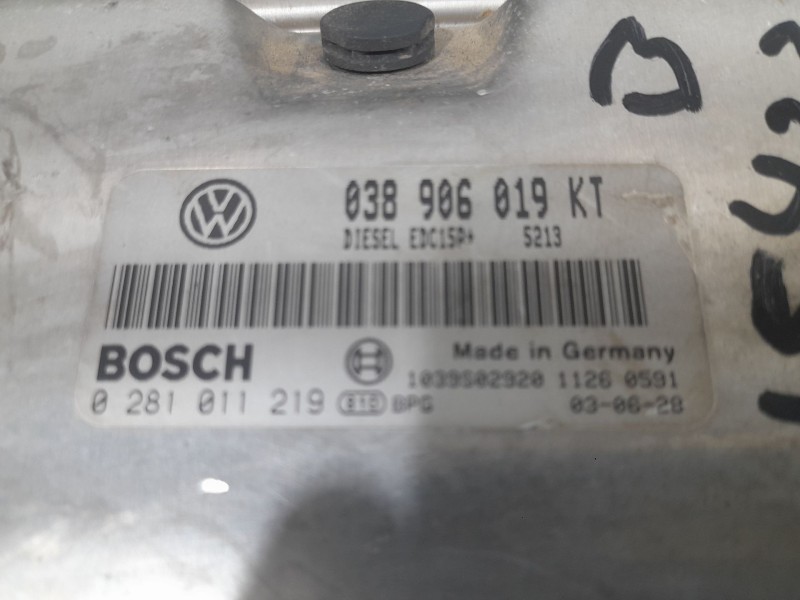 VW
038 906 019 KT
DIESEL EDC15P+ 5213
BOSCH
Made in Germany
1039S02920 1126 0591
0 281 011 219 BPG 03-06-28